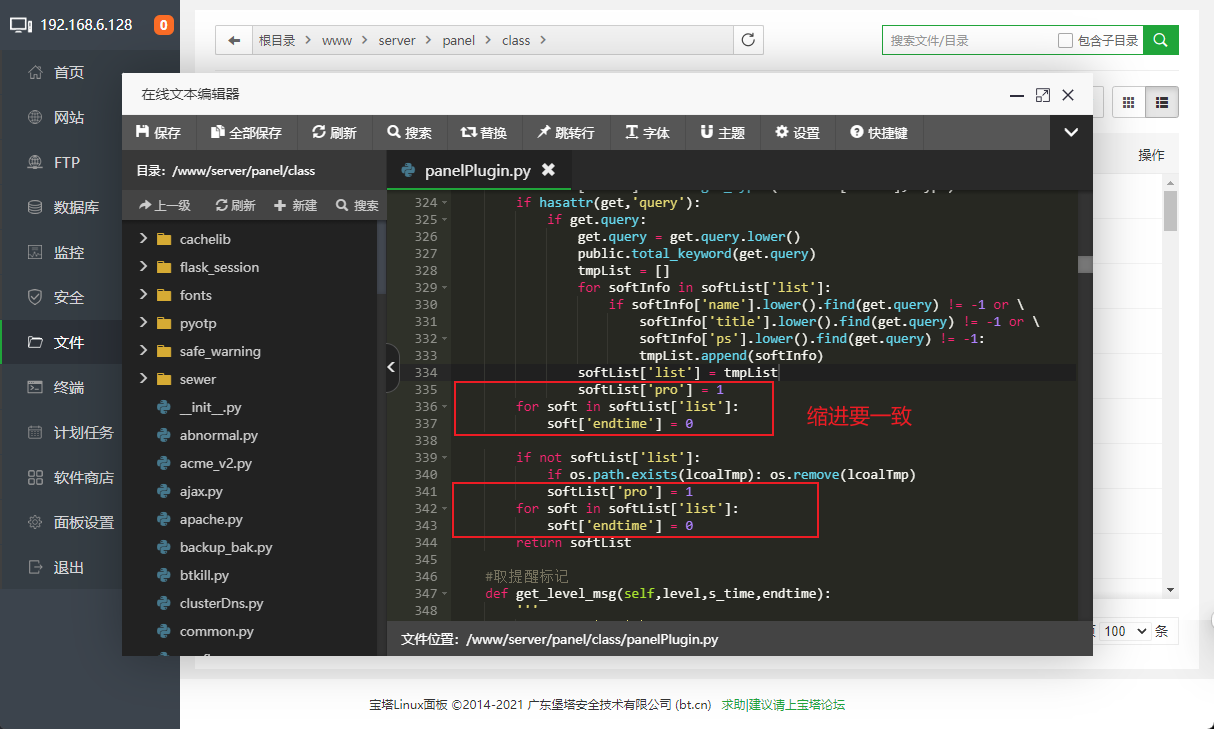 192.168.6.128 0
首页
网站
FTP
数据库
监控
安全
文件
终端
计划任务
软件商店
面板设置
退出
根目录 www server panel class
搜索文件/目录 包含子目录
操作
在线文本编辑器
保存 全部保存 刷新 搜索 替换 跳转行 字体 主题 设置 快捷键
目录: /www/server/panel/class
上一级 刷新 新建 搜索
cachelib
flask_session
fonts
pyotp
safe_warning
sewer
__init__.py
abnormal.py
acme_v2.py
ajax.py
apache.py
backup_bak.py
btkill.py
clusterDns.py
common.py
panelPlugin.py
324 if hasattr(get,'query'):
325 if get.query:
326 get.query = get.query.lower()
327 public.total_keyword(get.query)
328 tmpList = []
329 for softInfo in softList['list']:
330 if softInfo['name'].lower().find(get.query) != -1 or \
331 softInfo['title'].lower().find(get.query) != -1 or \
332 softInfo['ps'].lower().find(get.query) != -1:
333 tmpList.append(softInfo)
334 softList['list'] = tmpList
335 softList['pro'] = 1
336 for soft in softList['list']:
337 soft['endtime'] = 0
缩进要一致
338
339 if not softList['list']:
340 if os.path.exists(lcoalTmp): os.remove(lcoalTmp)
341 softList['pro'] = 1
342 for soft in softList['list']:
343 soft['endtime'] = 0
344 return softList
345
346 #取提醒标记
347 def get_level_msg(self,level,s_time,endtime):
348 '''
文件位置: /www/server/panel/class/panelPlugin.py
100 条
宝塔Linux面板 ©2014-2021 广东堡塔安全技术有限公司 (bt.cn) 求助|建议请上宝塔论坛